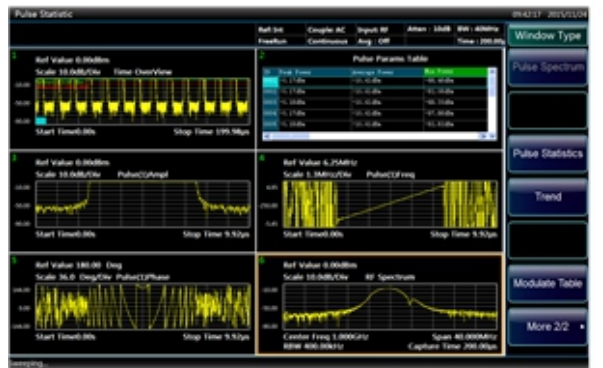 Pulse Statistic
09:42:17 2015/11/24
Ref: Int Couple: AC Input: RF Atten : 10dB BW : 40MHz
FreeRun Continuous Avg : Off Time : 200.00µs
Window Type
1
Ref Value 0.00dBm
Scale 10.0dB/Div Time OverView
Start Time0.00s Stop Time 199.98µs
2
Pulse Params Table
ID Peak Power Average Power
Pulse Spectrum
3
Ref Value 0.00dBm
Scale 10.0dB/Div Pulse(1)Ampl
Start Time0.00s Stop Time 9.92µs
4
Ref Value 6.25MHz
Scale 1.3MHz/Div Pulse(1)Freq
Start Time0.00s Stop Time 9.92µs
Pulse Statistics
Trend
5
Ref Value 180.00 Deg
Scale 36.0 Deg/Div Pulse(1)Phase
Start Time0.00s Stop Time 9.92µs
6
Ref Value 0.00dBm
Scale 10.0dB/Div RF Spectrum
Center Freq 1.000GHz Span 40.000MHz
RBW 400.00kHz Capture Time 200.00µs
Modulate Table
More 2/2
Sweeping...